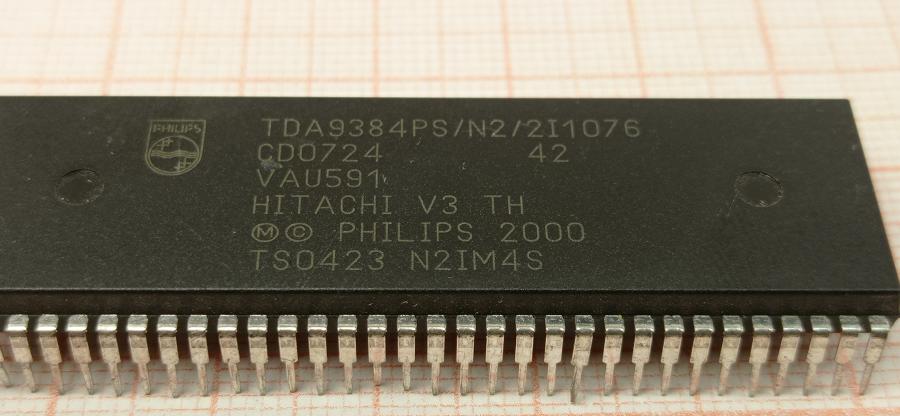 PHILIPS
TDA9384PS/N2/2I1076
CD0724 42
VAU591
HITACHI V3 TH
Ⓜ © PHILIPS 2000
TS0423 N2IM4S